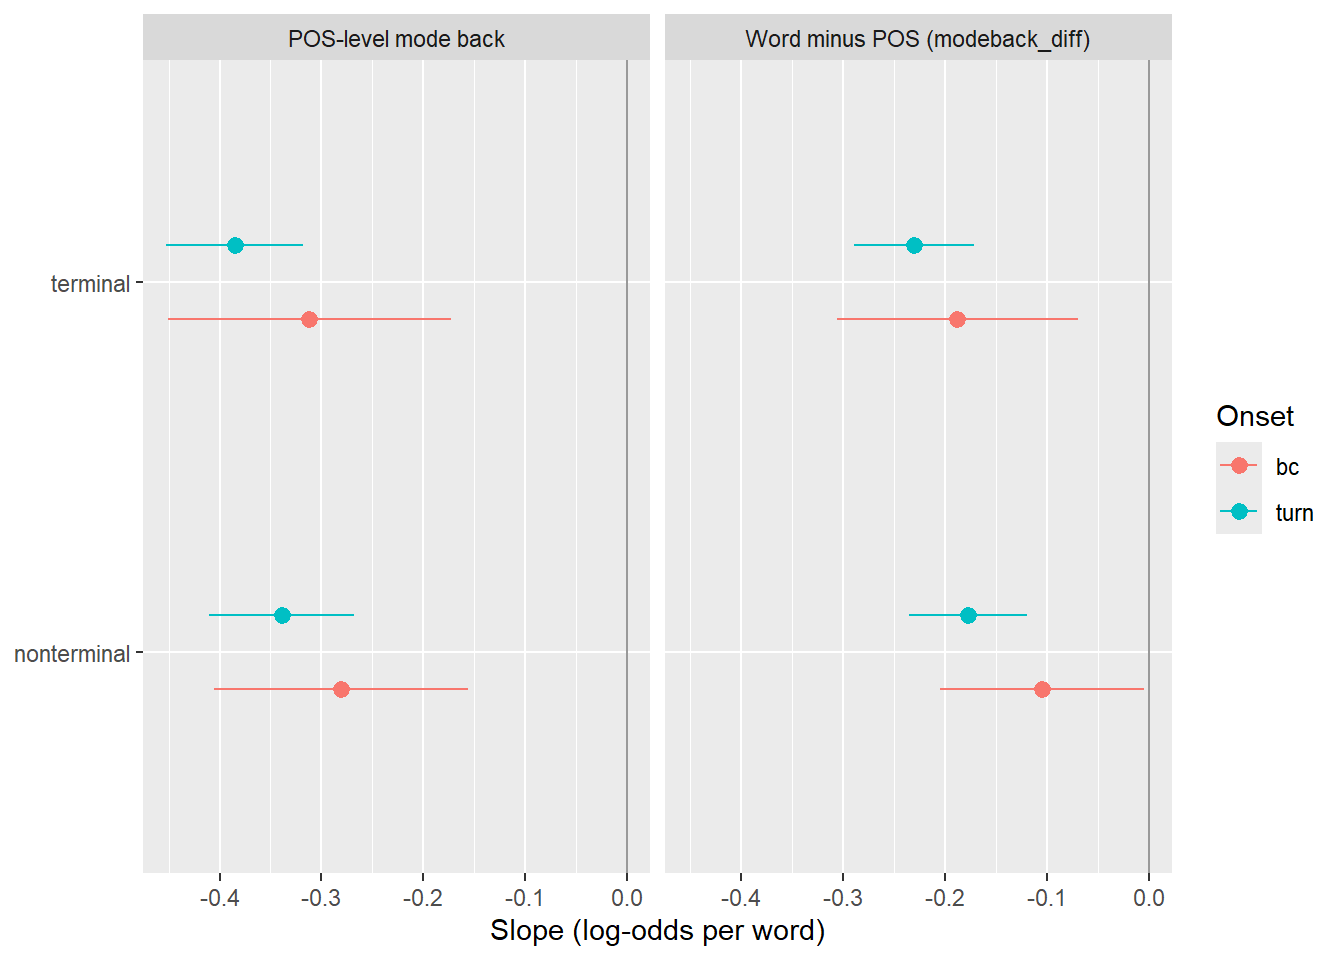 POS-level mode back
Word minus POS (modeback_diff)
terminal
nonterminal
-0.4 -0.3 -0.2 -0.1 0.0
-0.4 -0.3 -0.2 -0.1 0.0
Slope (log-odds per word)
Onset
bc
turn